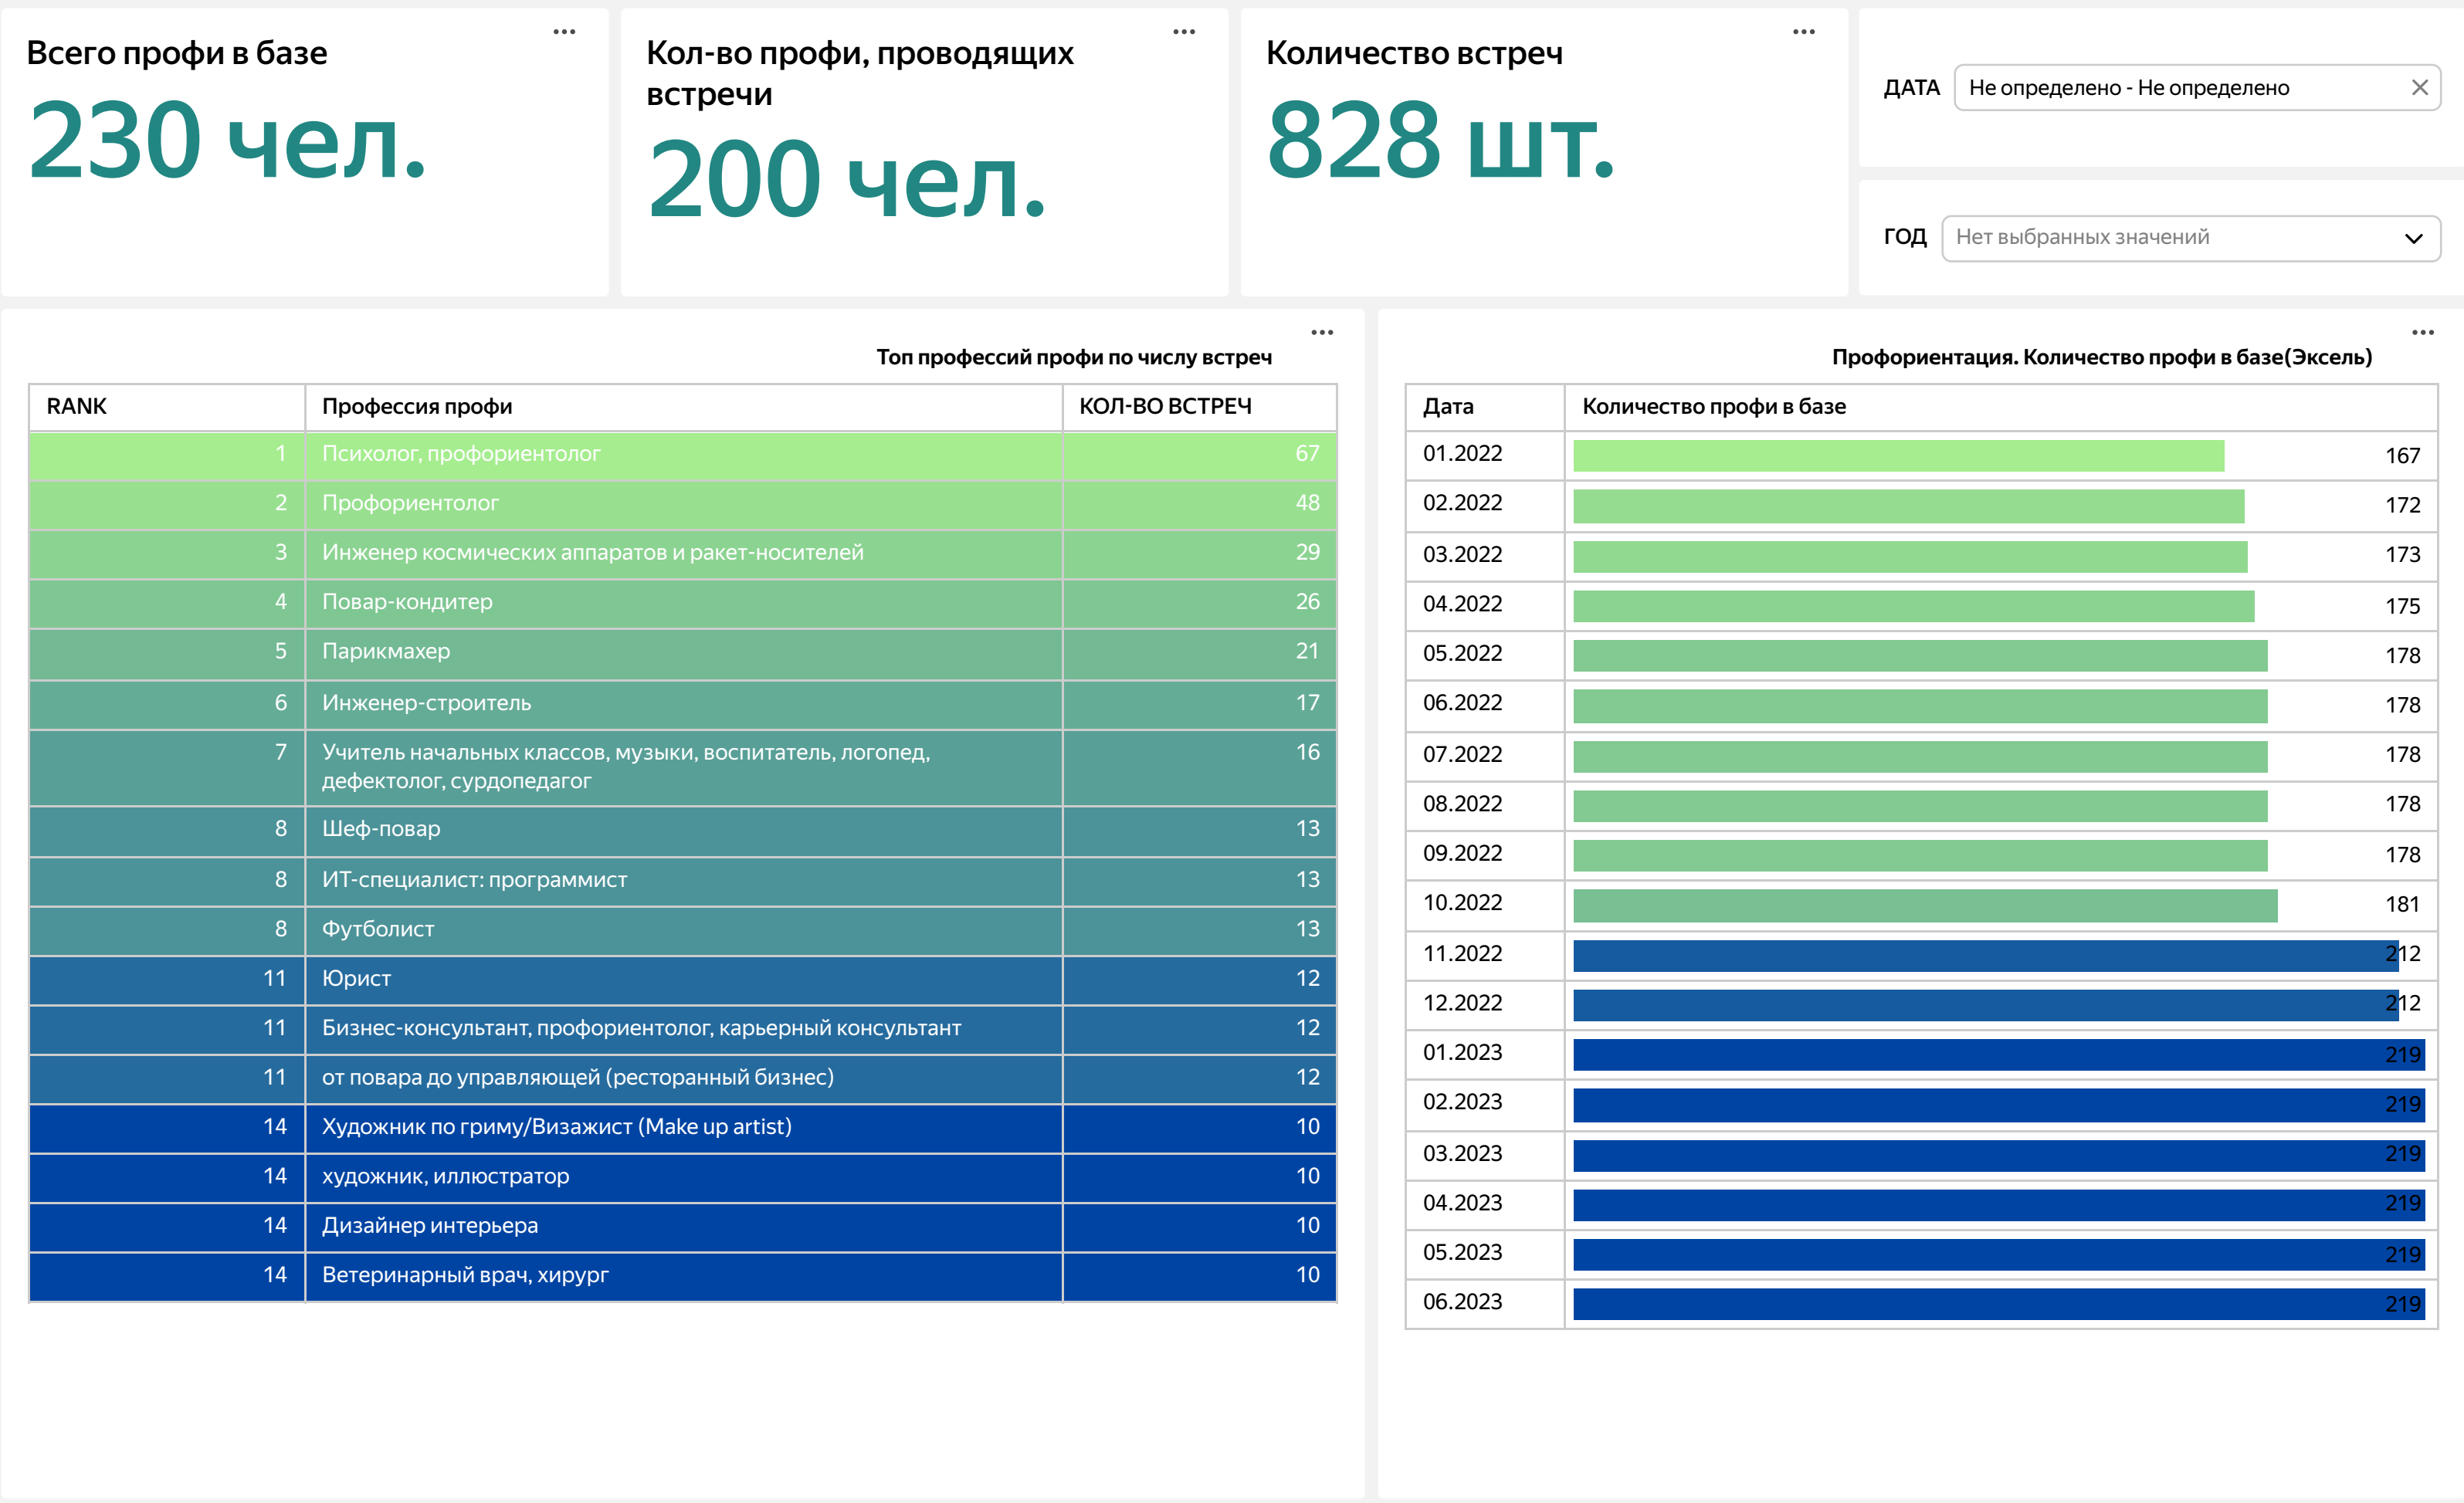 Всего профи в базе
230 чел.
Кол-во профи, проводящих
встречи
200 чел.
Количество встреч
828 шт.
ДАТА Не определено - Не определено
ГОД Нет выбранных значений
Топ профессий профи по числу встреч
RANK Профессия профи КОЛ-ВО ВСТРЕЧ
1 Психолог, профориентолог 67
2 Профориентолог 48
3 Инженер космических аппаратов и ракет-носителей 29
4 Повар-кондитер 26
5 Парикмахер 21
6 Инженер-строитель 17
7 Учитель начальных классов, музыки, воспитатель, логопед, 16
дефектолог, сурдопедагог
8 Шеф-повар 13
8 ИТ-специалист: программист 13
8 Футболист 13
11 Юрист 12
11 Бизнес-консультант, профориентолог, карьерный консультант 12
11 от повара до управляющей (ресторанный бизнес) 12
14 Художник по гриму/Визажист (Make up artist) 10
14 художник, иллюстратор 10
14 Дизайнер интерьера 10
14 Ветеринарный врач, хирург 10
Профориентация. Количество профи в базе(Эксель)
Дата Количество профи в базе
01.2022 167
02.2022 172
03.2022 173
04.2022 175
05.2022 178
06.2022 178
07.2022 178
08.2022 178
09.2022 178
10.2022 181
11.2022 212
12.2022 212
01.2023 219
02.2023 219
03.2023 219
04.2023 219
05.2023 219
06.2023 219